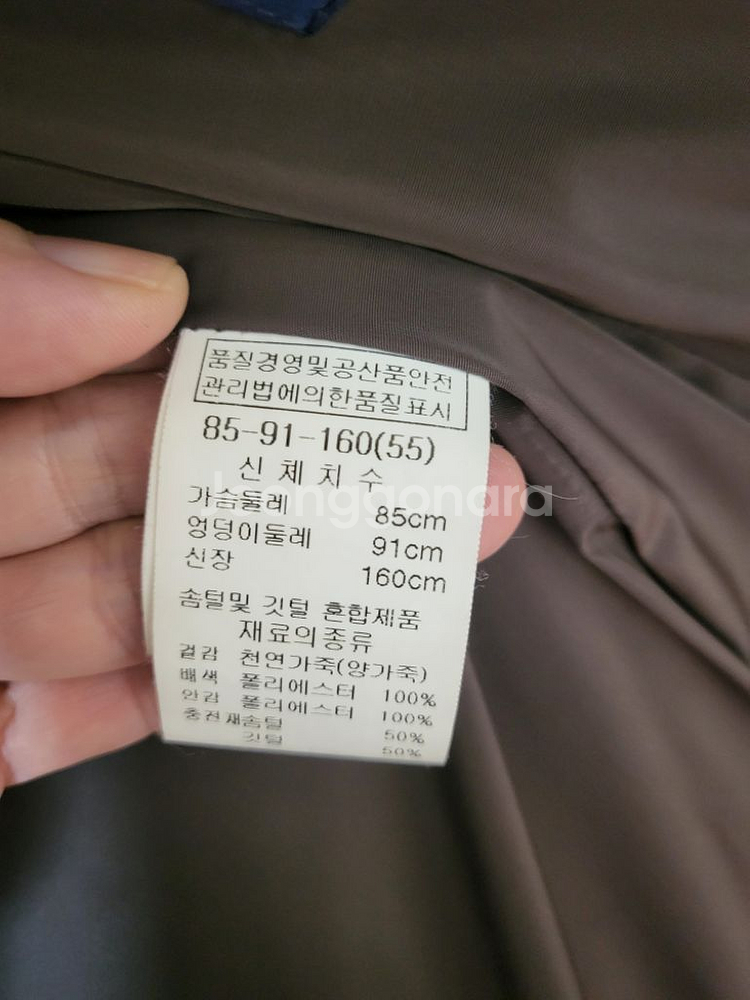 품질경영및공산품안전
관리법에의한품질표시
85-91-160(55)
신체치수
가슴둘레 85cm
엉덩이둘레 91cm
신장 160cm
솜털및 깃털 혼합제품
재료의종류
겉감 천연가죽(양가죽)
배색 폴리에스터 100%
안감 폴리에스터 100%
충전재솜털 50%
깃털 50%
Joonggonara